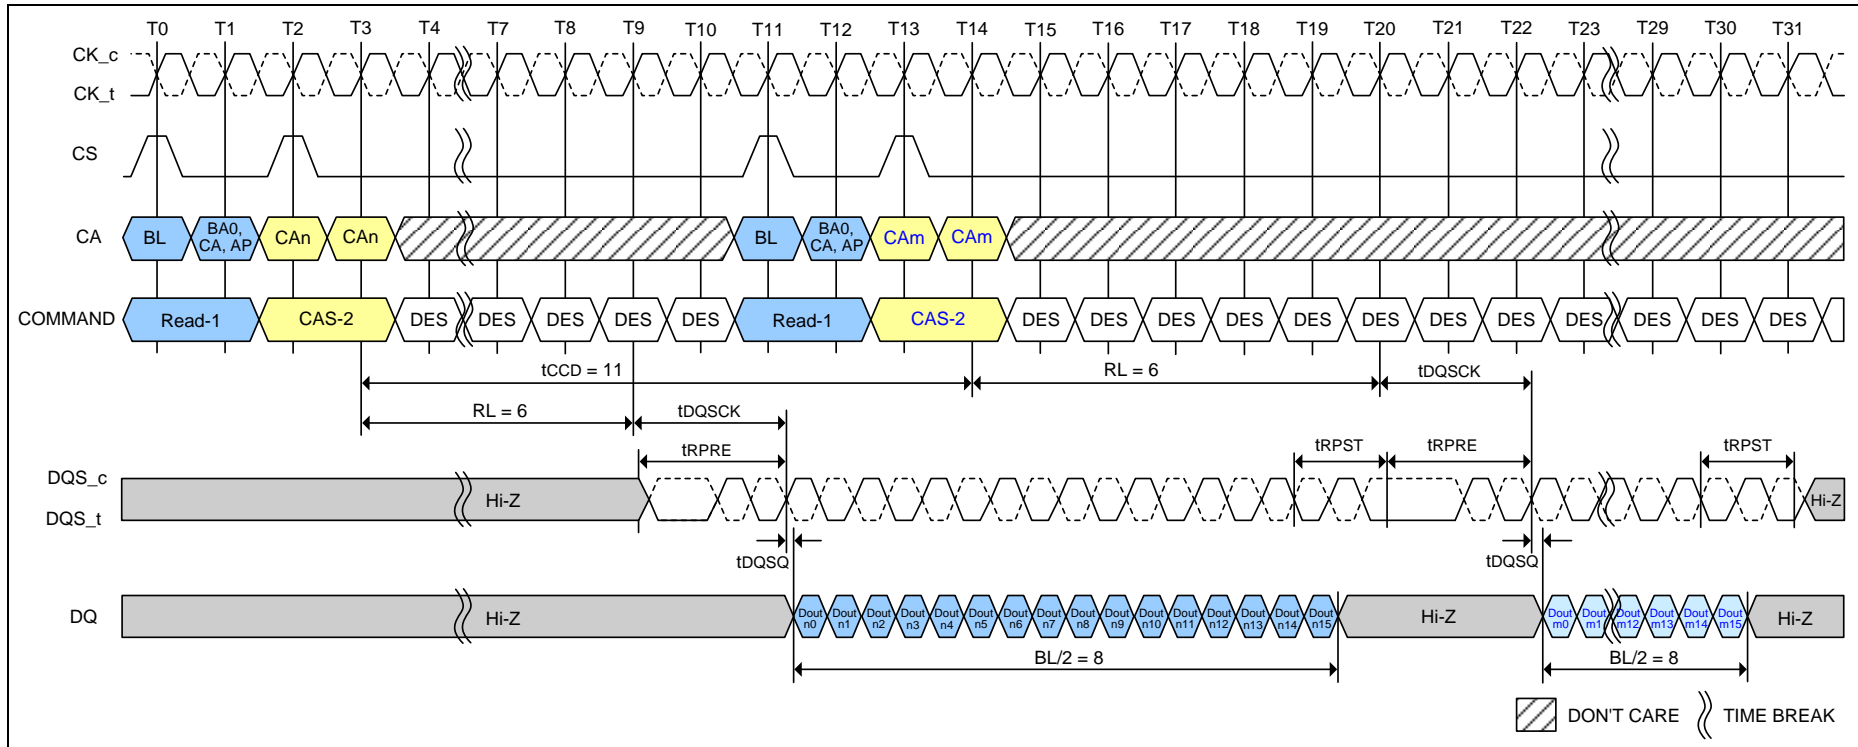 T0 T1 T2 T3 T4 T7 T8 T9 T10 T11 T12 T13 T14 T15 T16 T17 T18 T19 T20 T21 T22 T23 T29 T30 T31
CK_c
CK_t
CS
CA BL BA0, CA, AP CAn CAn BL BA0, CA, AP CAm CAm
COMMAND Read-1 CAS-2 DES DES DES DES DES Read-1 CAS-2 DES DES DES DES DES DES DES DES DES DES DES DES
tCCD = 11 RL = 6 tDQSCK
RL = 6 tDQSCK
tRPRE tRPST tRPRE tRPST
DQS_c
Hi-Z Hi-Z
DQS_t
tDQSQ tDQSQ
DQ Hi-Z Dout n0 Dout n1 Dout n2 Dout n3 Dout n4 Dout n5 Dout n6 Dout n7 Dout n8 Dout n9 Dout n10 Dout n11 Dout n12 Dout n13 Dout n14 Dout n15 Hi-Z Dout m0 Dout m1 Dout m12 Dout m13 Dout m14 Dout m15 Hi-Z
BL/2 = 8 BL/2 = 8
DON'T CARE TIME BREAK